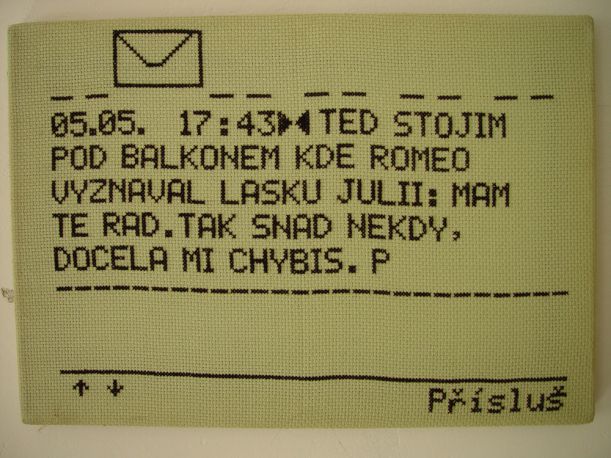 05.05. 17:43 TED STOJIM
POD BALKONEM KDE ROMEO
VYZNAVAL LASKU JULII: MAM
TE RAD.TAK SNAD NEKDY,
DOCELA MI CHYBIS. P
Přísluš